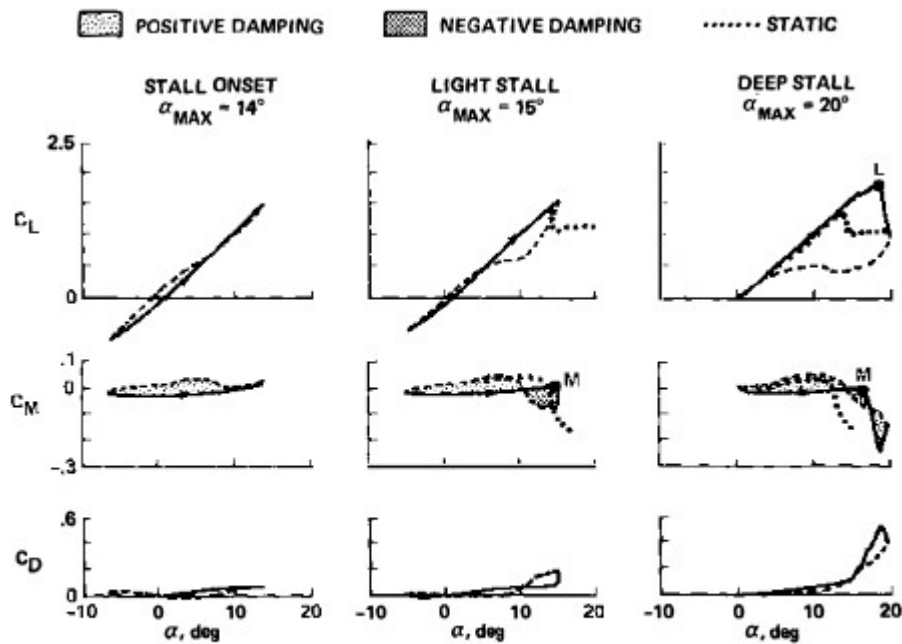 POSITIVE DAMPING NEGATIVE DAMPING STATIC
STALL ONSET LIGHT STALL DEEP STALL
αMAX = 14° αMAX = 15° αMAX = 20°
2.5
L
CL
0
.1
0 M M
CM
-.3
.6
CD
0
-10 0 10 20 -10 0 10 20 -10 0 10 20
α, deg α, deg α, deg